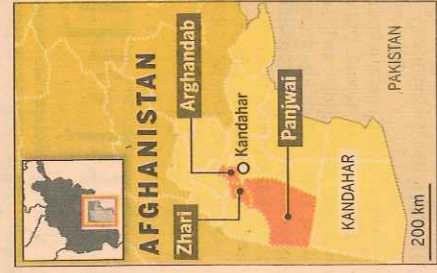 AFGHANISTAN
Arghandab
Zhari
Kandahar
Panjwai
KANDAHAR
PAKISTAN
200 km